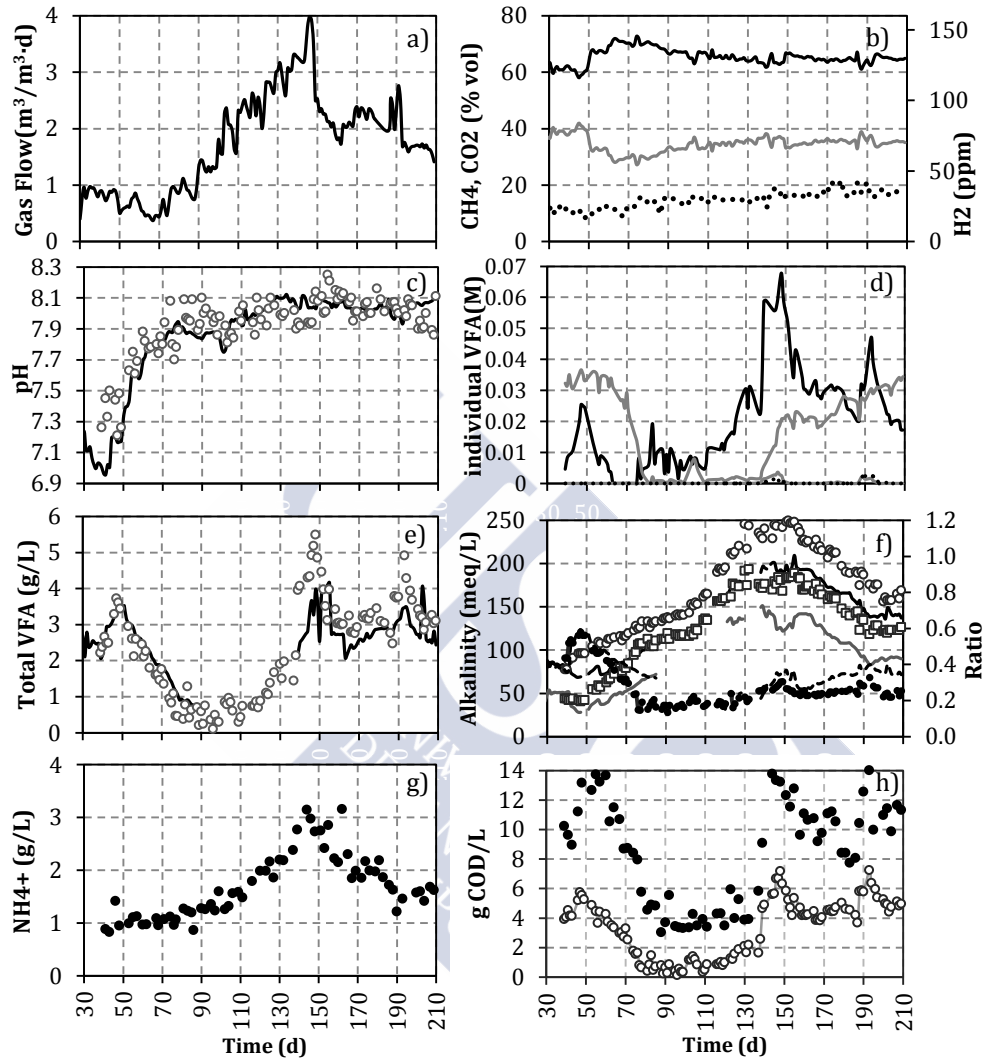 a)
Gas Flow(m³/m³·d)
4
3
2
1
0
b)
CH4, CO2 (% vol)
80
60
40
20
0
H2 (ppm)
150
100
50
0
c)
pH
8.3
8.1
7.9
7.7
7.5
7.3
7.1
6.9
d)
individual VFA(M)
0.07
0.06
0.05
0.04
0.03
0.02
0.01
0
e)
Total VFA (g/L)
6
5
4
3
2
1
0
50 50
f)
Alkalinity (meq/L)
250
200
150
100
50
0
Ratio
1.2
1.0
0.8
0.6
0.4
0.2
0.0
g)
NH4+ (g/L)
4
3
2
1
0
30 50 70 90 110 130 150 170 190 210
Time (d)
h)
g COD/L
14
12
10
8
6
4
2
0
30 50 70 90 110 130 150 170 190 210
Time (d)